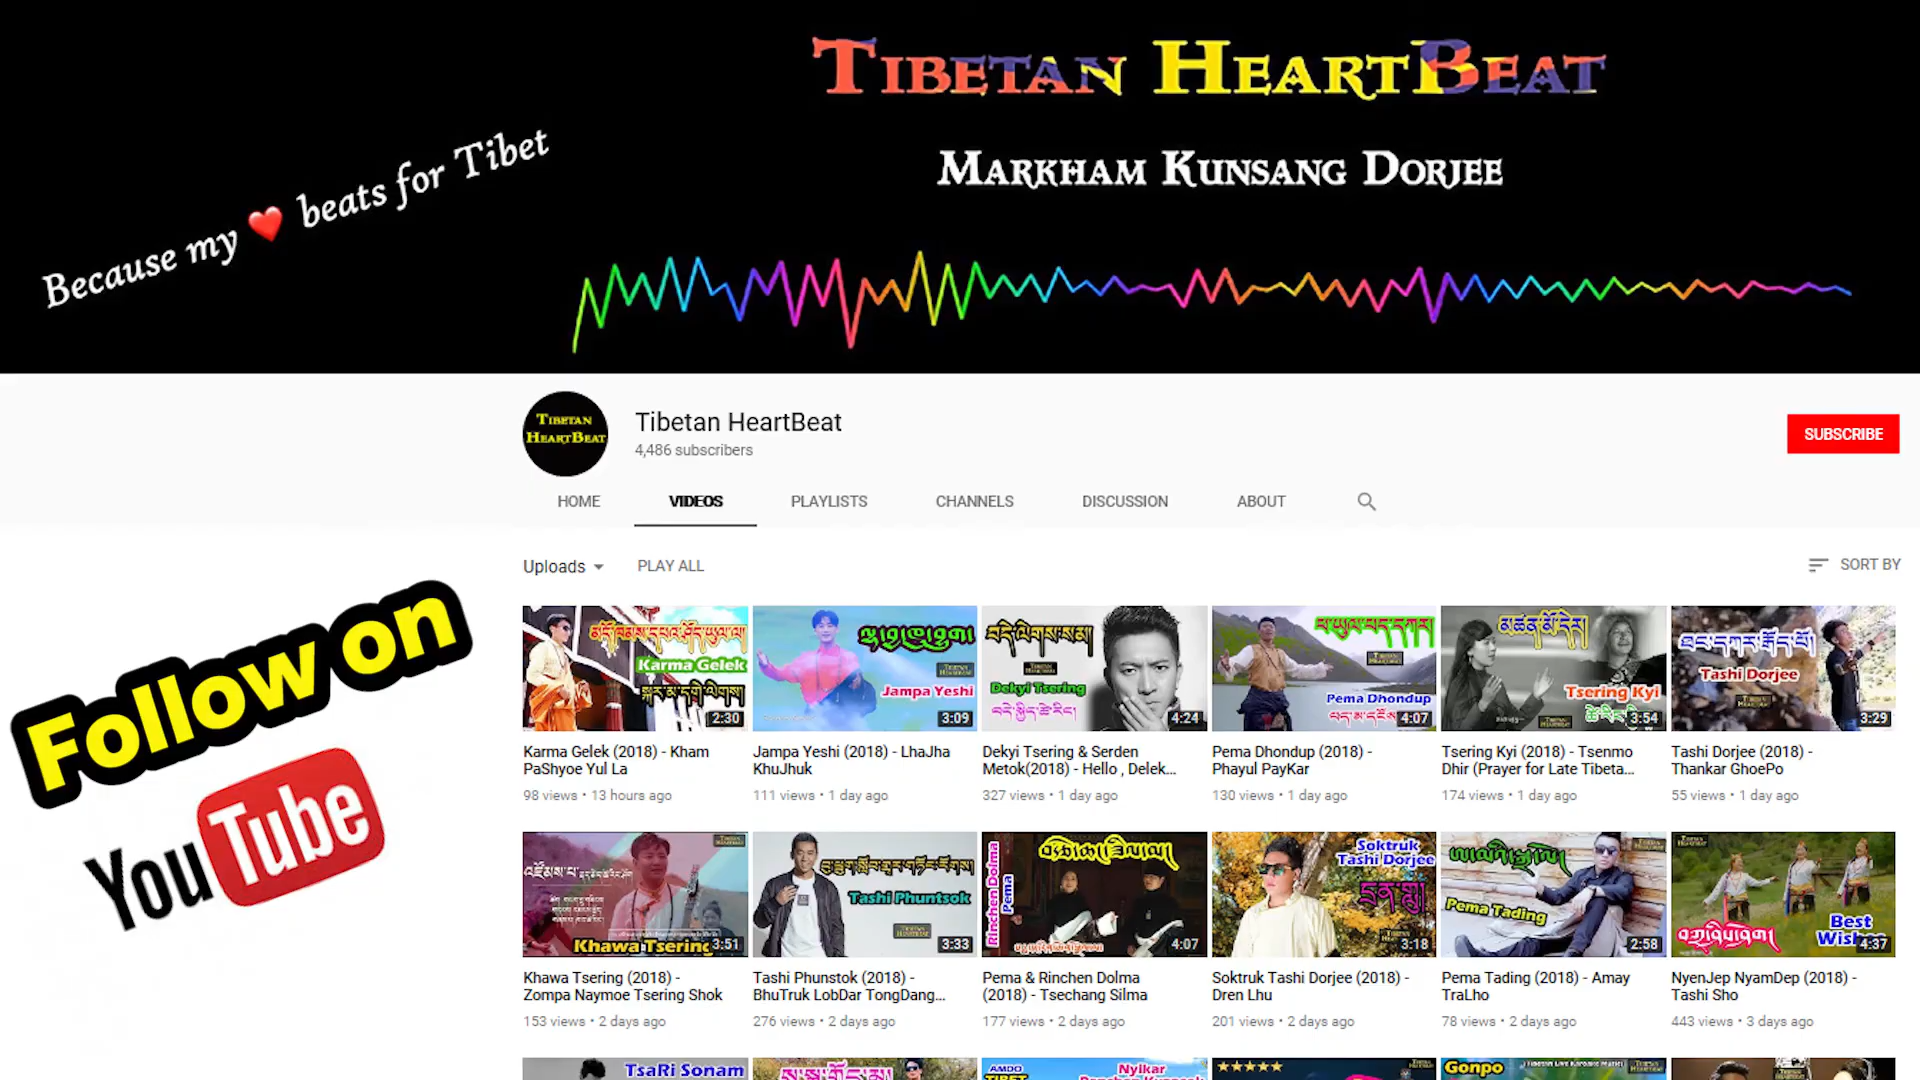 TIBETAN HEARTBEAT
MARKHAM KUNSANG DORJEE
Because my ❤ beats for Tibet
TIBETAN
HEARTBEAT
Tibetan HeartBeat
4,486 subscribers
SUBSCRIBE
HOME VIDEOS PLAYLISTS CHANNELS DISCUSSION ABOUT
Uploads PLAY ALL SORT BY
Follow on
YouTube
Karma Gelek
སྐར་མ་དགེ་ལེགས།
2:30
Jampa Yeshi
3:09
Dekyi Tsering
བདེ་སྐྱིད་ཚེ་རིང།
4:24
ཕ་ཡུལ་པད་དཀར།
Pema Dhondup
4:07
མཚན་མོ་དེར།
Tsering Kyi
3:54
ཐང་དཀར་རྒོད་པོ།
Tashi Dorjee
3:29
Karma Gelek (2018) - Kham
PaShyoe Yul La
98 views • 13 hours ago
Jampa Yeshi (2018) - LhaJha
KhuJhuk
111 views • 1 day ago
Dekyi Tsering & Serden
Metok(2018) - Hello , Delek...
327 views • 1 day ago
Pema Dhondup (2018) -
Phayul PayKar
130 views • 1 day ago
Tsering Kyi (2018) - Tsenmo
Dhir (Prayer for Late Tibeta...
174 views • 1 day ago
Tashi Dorjee (2018) -
Thankar GhoePo
55 views • 1 day ago
Khawa Tsering
3:51
Tashi Phuntsok
3:33
Rinchen Dolma
Pema
4:07
Soktruk
Tashi Dorjee
དྲན་གླུ།
3:18
Pema Tading
2:58
བཀྲ་ཤིས་ཤོག།
Best
Wish
4:37
Khawa Tsering (2018) -
Zompa Naymoe Tsering Shok
153 views • 2 days ago
Tashi Phunstok (2018) -
BhuTruk LobDar TongDang...
276 views • 2 days ago
Pema & Rinchen Dolma
(2018) - Tsechang Silma
177 views • 2 days ago
Soktruk Tashi Dorjee (2018) -
Dren Lhu
201 views • 2 days ago
Pema Tading (2018) - Amay
TraLho
78 views • 2 days ago
NyenJep NyamDep (2018) -
Tashi Sho
443 views • 3 days ago
TsaRi Sonam
AMDO
TIBET
Nyikar
Gonpo